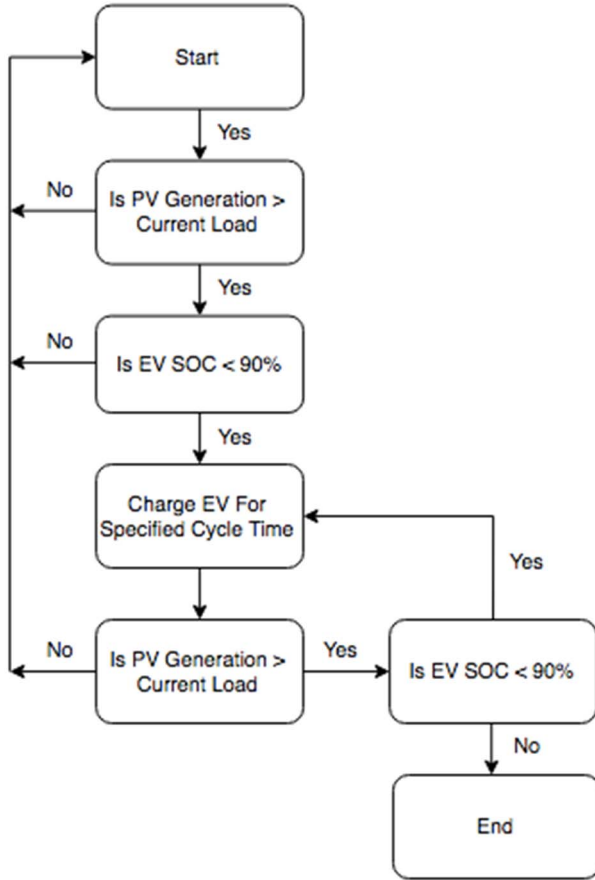 Start
Yes
No
Is PV Generation >
Current Load
Yes
No
Is EV SOC < 90%
Yes
Charge EV For
Specified Cycle Time
Yes
No
Is PV Generation >
Current Load
Yes
Is EV SOC < 90%
No
End